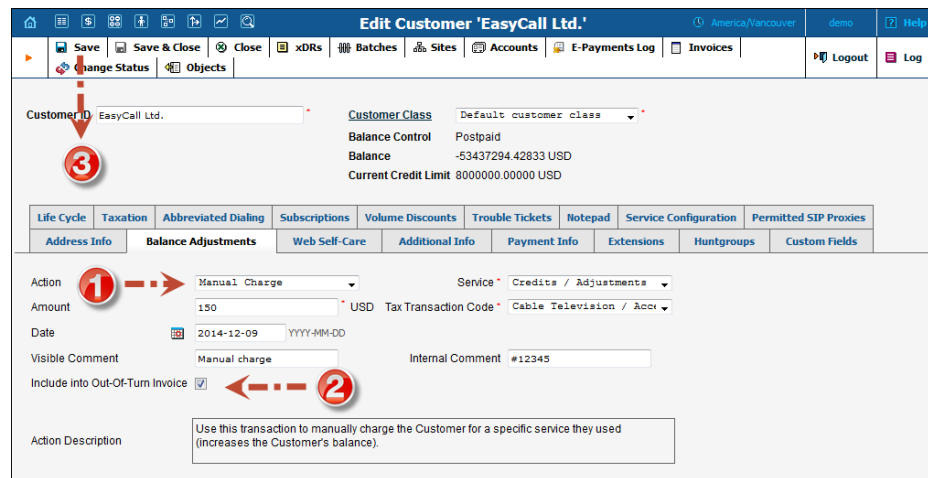 Edit Customer 'EasyCall Ltd.' America/Vancouver demo ? Help
Save Save & Close Close xDRs Batches Sites Accounts E-Payments Log Invoices
Change Status Objects Logout Log
Customer ID EasyCall Ltd. * Customer Class Default customer class *
Balance Control Postpaid
Balance -53437294.42833 USD
Current Credit Limit 8000000.00000 USD
3
Life Cycle Taxation Abbreviated Dialing Subscriptions Volume Discounts Trouble Tickets Notepad Service Configuration Permitted SIP Proxies
Address Info Balance Adjustments Web Self-Care Additional Info Payment Info Extensions Huntgroups Custom Fields
Action 1 Manual Charge Service * Credits / Adjustments
Amount 150 * USD Tax Transaction Code * Cable Television / Acce
Date 2014-12-09 YYYY-MM-DD
Visible Comment Manual charge Internal Comment #12345
Include into Out-Of-Turn Invoice 2
Action Description Use this transaction to manually charge the Customer for a specific service they used
(increases the Customer's balance).